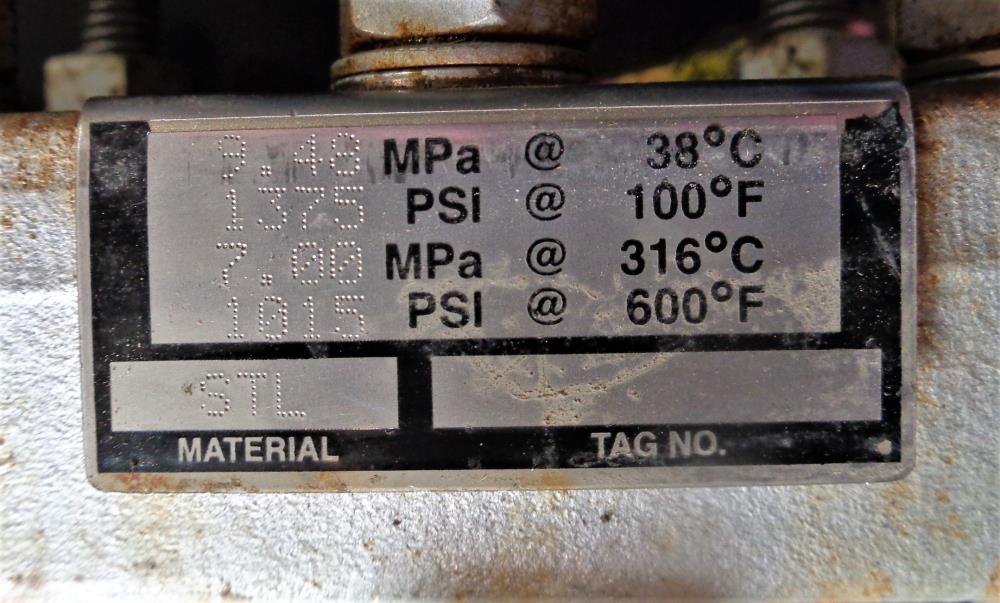 9.48 MPa @ 38°C
1375 PSI @ 100°F
7.00 MPa @ 316°C
1015 PSI @ 600°F
STL
MATERIAL TAG NO.